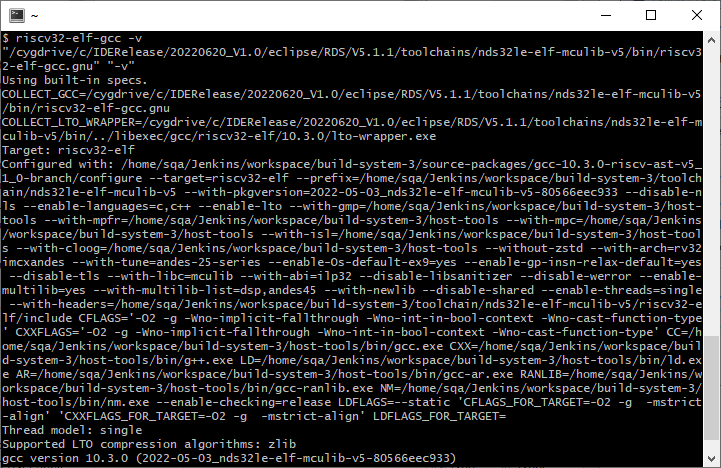 ~
$ riscv32-elf-gcc -v
"/cygdrive/c/IDERelease/20220620_V1.0/eclipse/RDS/V5.1.1/toolchains/nds32le-elf-mculib-v5/bin/riscv3
2-elf-gcc.gnu" "-v"
Using built-in specs.
COLLECT_GCC=/cygdrive/c/IDERelease/20220620_V1.0/eclipse/RDS/V5.1.1/toolchains/nds32le-elf-mculib-v5
/bin/riscv32-elf-gcc.gnu
COLLECT_LTO_WRAPPER=/cygdrive/c/IDERelease/20220620_V1.0/eclipse/RDS/V5.1.1/toolchains/nds32le-elf-m
culib-v5/bin/../libexec/gcc/riscv32-elf/10.3.0/lto-wrapper.exe
Target: riscv32-elf
Configured with: /home/sqa/Jenkins/workspace/build-system-3/source-packages/gcc-10.3.0-riscv-ast-v5_
1_0-branch/configure --target=riscv32-elf --prefix=/home/sqa/Jenkins/workspace/build-system-3/toolch
ain/nds32le-elf-mculib-v5 --with-pkgversion=2022-05-03_nds32le-elf-mculib-v5-80566eec933 --disable-n
ls --enable-languages=c,c++ --enable-lto --with-gmp=/home/sqa/Jenkins/workspace/build-system-3/host-
tools --with-mpfr=/home/sqa/Jenkins/workspace/build-system-3/host-tools --with-mpc=/home/sqa/Jenkins
/workspace/build-system-3/host-tools --with-isl=/home/sqa/Jenkins/workspace/build-system-3/host-tool
s --with-cloog=/home/sqa/Jenkins/workspace/build-system-3/host-tools --without-zstd --with-arch=rv32
imcxandes --with-tune=andes-25-series --enable-Os-default-ex9=yes --enable-gp-insn-relax-default=yes
 --disable-tls --with-libc=mculib --with-abi=ilp32 --disable-libsanitizer --disable-werror --enable-
multilib=yes --with-multilib-list=dsp,andes45 --with-newlib --disable-shared --enable-threads=single
 --with-headers=/home/sqa/Jenkins/workspace/build-system-3/toolchain/nds32le-elf-mculib-v5/riscv32-e
lf/include CFLAGS='-O2 -g -Wno-implicit-fallthrough -Wno-int-in-bool-context -Wno-cast-function-type
' CXXFLAGS='-O2 -g -Wno-implicit-fallthrough -Wno-int-in-bool-context -Wno-cast-function-type' CC=/h
ome/sqa/Jenkins/workspace/build-system-3/host-tools/bin/gcc.exe CXX=/home/sqa/Jenkins/workspace/buil
d-system-3/host-tools/bin/g++.exe LD=/home/sqa/Jenkins/workspace/build-system-3/host-tools/bin/ld.ex
e AR=/home/sqa/Jenkins/workspace/build-system-3/host-tools/bin/gcc-ar.exe RANLIB=/home/sqa/Jenkins/w
orkspace/build-system-3/host-tools/bin/gcc-ranlib.exe NM=/home/sqa/Jenkins/workspace/build-system-3/
host-tools/bin/nm.exe --enable-checking=release LDFLAGS=--static 'CFLAGS_FOR_TARGET=-O2 -g  -mstrict
-align' 'CXXFLAGS_FOR_TARGET=-O2 -g  -mstrict-align' LDFLAGS_FOR_TARGET=
Thread model: single
Supported LTO compression algorithms: zlib
gcc version 10.3.0 (2022-05-03_nds32le-elf-mculib-v5-80566eec933)